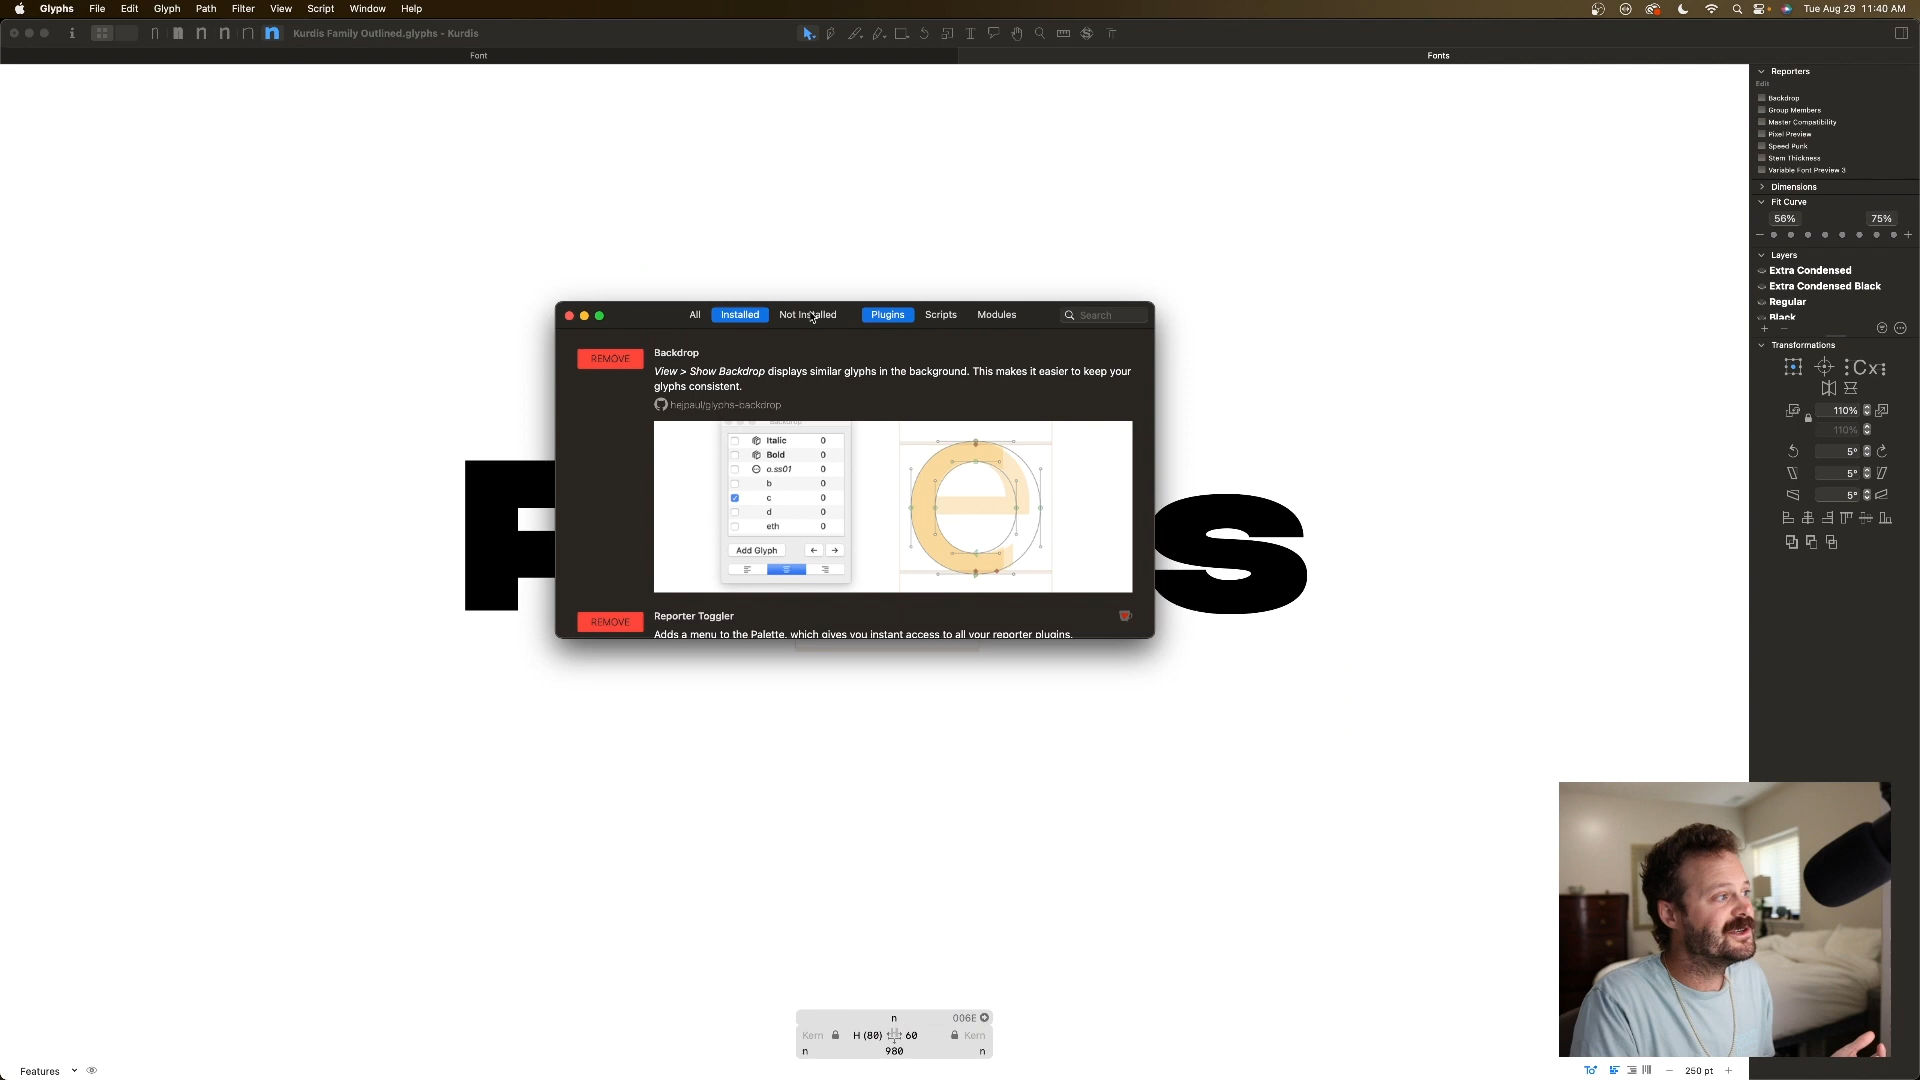 Glyphs File Edit Glyph Path Filter View Script Window Help
Tue Aug 29 11:40 AM
i n n n n n n Kurdis Family Outlined.glyphs - Kurdis
Font
Fonts
Reporters
Edit
Backdrop
Group Members
Master Compatibility
Pixel Preview
Speed Punk
Stem Thickness
Variable Font Preview 3
Dimensions
Fit Curve
56% 75%
Layers
Extra Condensed
Extra Condensed Black
Regular
Black
Transformations
110%
110%
5°
5°
5°
All Installed Not Installed Plugins Scripts Modules Search
REMOVE
Backdrop
View > Show Backdrop displays similar glyphs in the background. This makes it easier to keep your
glyphs consistent.
hejpaul/glyphs-backdrop
Backdrop
Italic 0
Bold 0
o.ss01 0
b 0
c 0
d 0
eth 0
Add Glyph
e
REMOVE
Reporter Toggler
Adds a menu to the Palette, which gives you instant access to all your reporter plugins.
s
n 006E
Kern H (80) 60 Kern
n 980 n
Features
250 pt